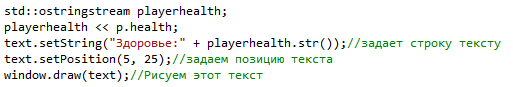 std::ostringstream playerhealth;
playerhealth << p.health;
text.setString("Здоровье:" + playerhealth.str());//задает строку тексту
text.setPosition(5, 25);//задаем позицию текста
window.draw(text);//Рисуем этот текст